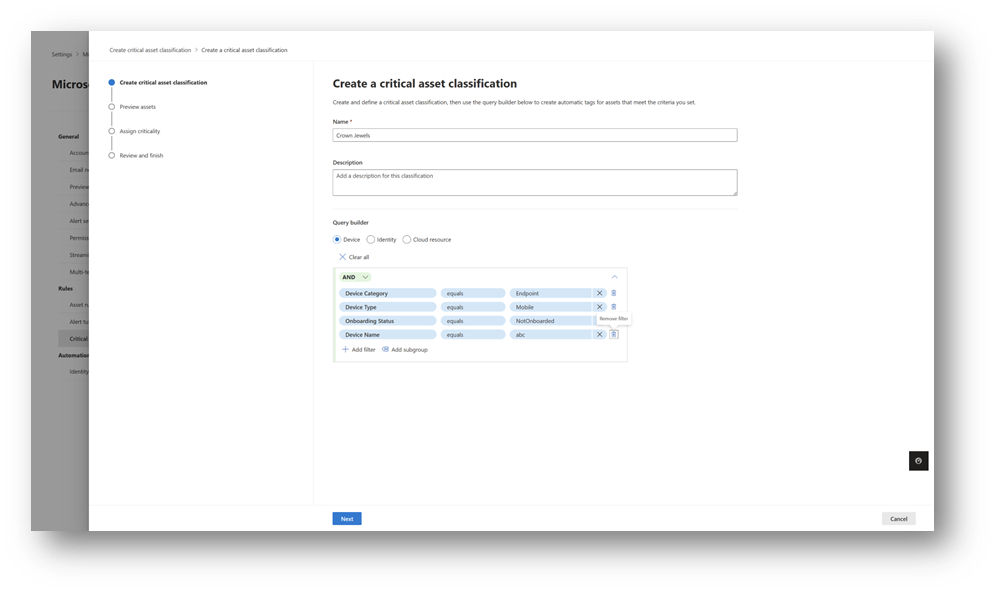 Settings > Mi
Create critical asset classification > Create a critical asset classification
Micros
General
Accoun
Email n
Preview
Advanc
Alert se
Permiss
Streami
Multi-te
Rules
Asset ru
Alert tu
Critical
Automation
Identity
Create critical asset classification
Preview assets
Assign criticality
Review and finish
Create a critical asset classification
Create and define a critical asset classification, then use the query builder below to create automatic tags for assets that meet the criteria you set.
Name *
Crown Jewels
Description
Add a description for this classification
Query builder
Device Identity Cloud resource
Clear all
AND
Device Category equals Endpoint
Device Type equals Mobile
Onboarding Status equals NotOnboarded
Remove filter
Device Name equals abc
Add filter Add subgroup
Next
Cancel